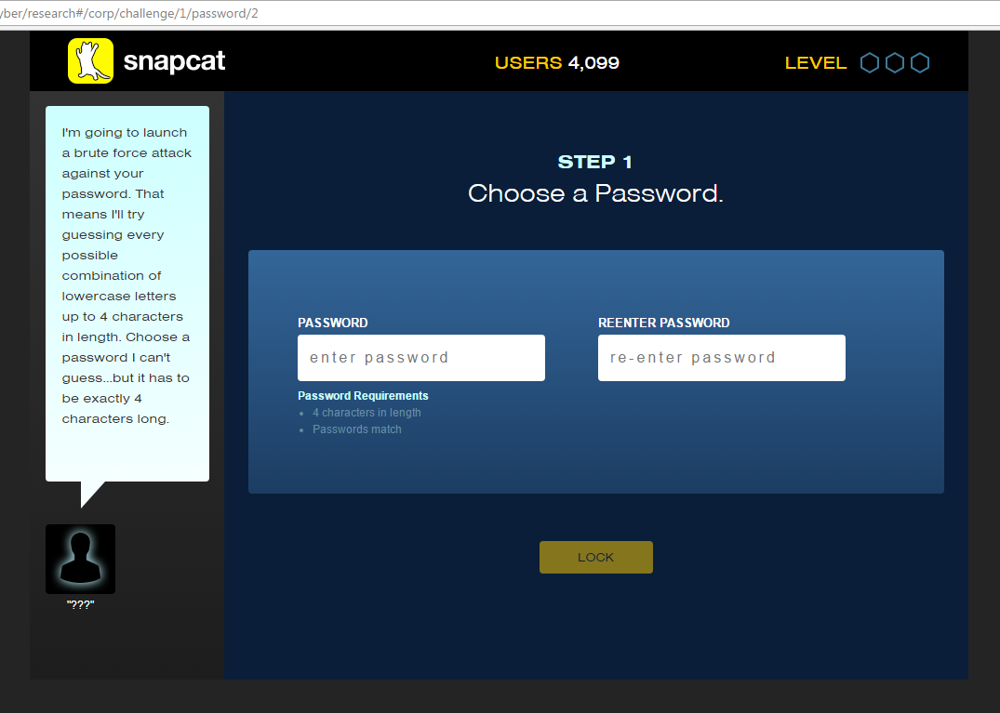 yber/research#/corp/challenge/1/password/2
snapcat
USERS 4,099
LEVEL
I'm going to launch
a brute force attack
against your
password. That
means I'll try
guessing every
possible
combination of
lowercase letters
up to 4 characters
in length. Choose a
password I can't
guess...but it has to
be exactly 4
characters long.
"???"
STEP 1
Choose a Password.
PASSWORD
enter password
Password Requirements
• 4 characters in length
• Passwords match
REENTER PASSWORD
re-enter password
LOCK